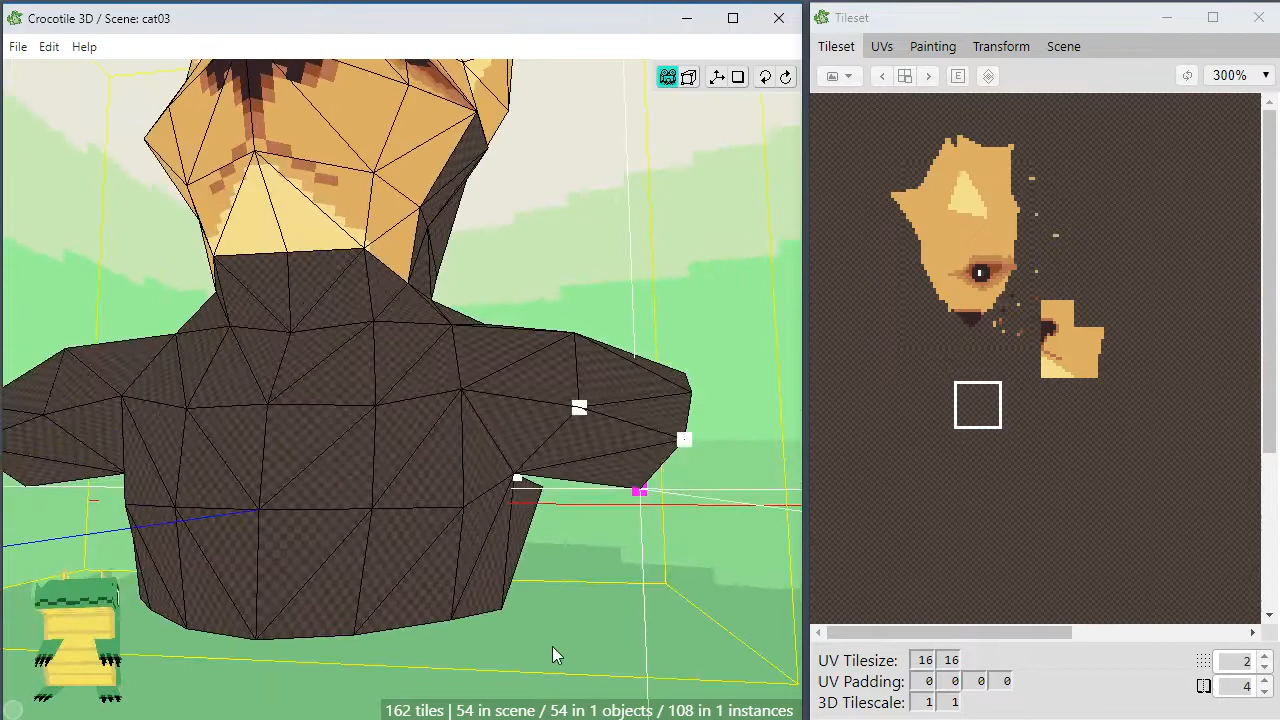 Crocotile 3D / Scene: cat03
File Edit Help
162 tiles | 54 in scene / 54 in 1 objects / 108 in 1 instances
Tileset
Tileset UVs Painting Transform Scene
E 300%
UV Tilesize: 16 16
UV Padding: 0 0 0 0
3D Tilescale: 1 1
2
4